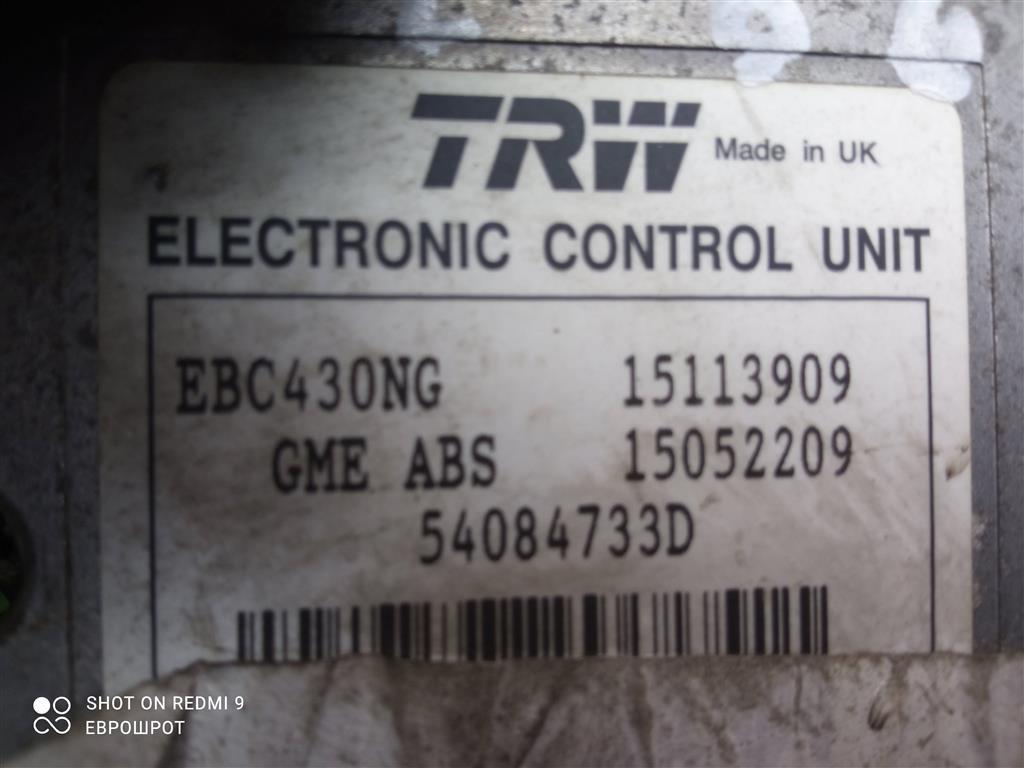 TRW Made in UK
ELECTRONIC CONTROL UNIT
EBC430NG 15113909
GME ABS 15052209
54084733D
SHOT ON REDMI 9
ЕВРОШРОТ